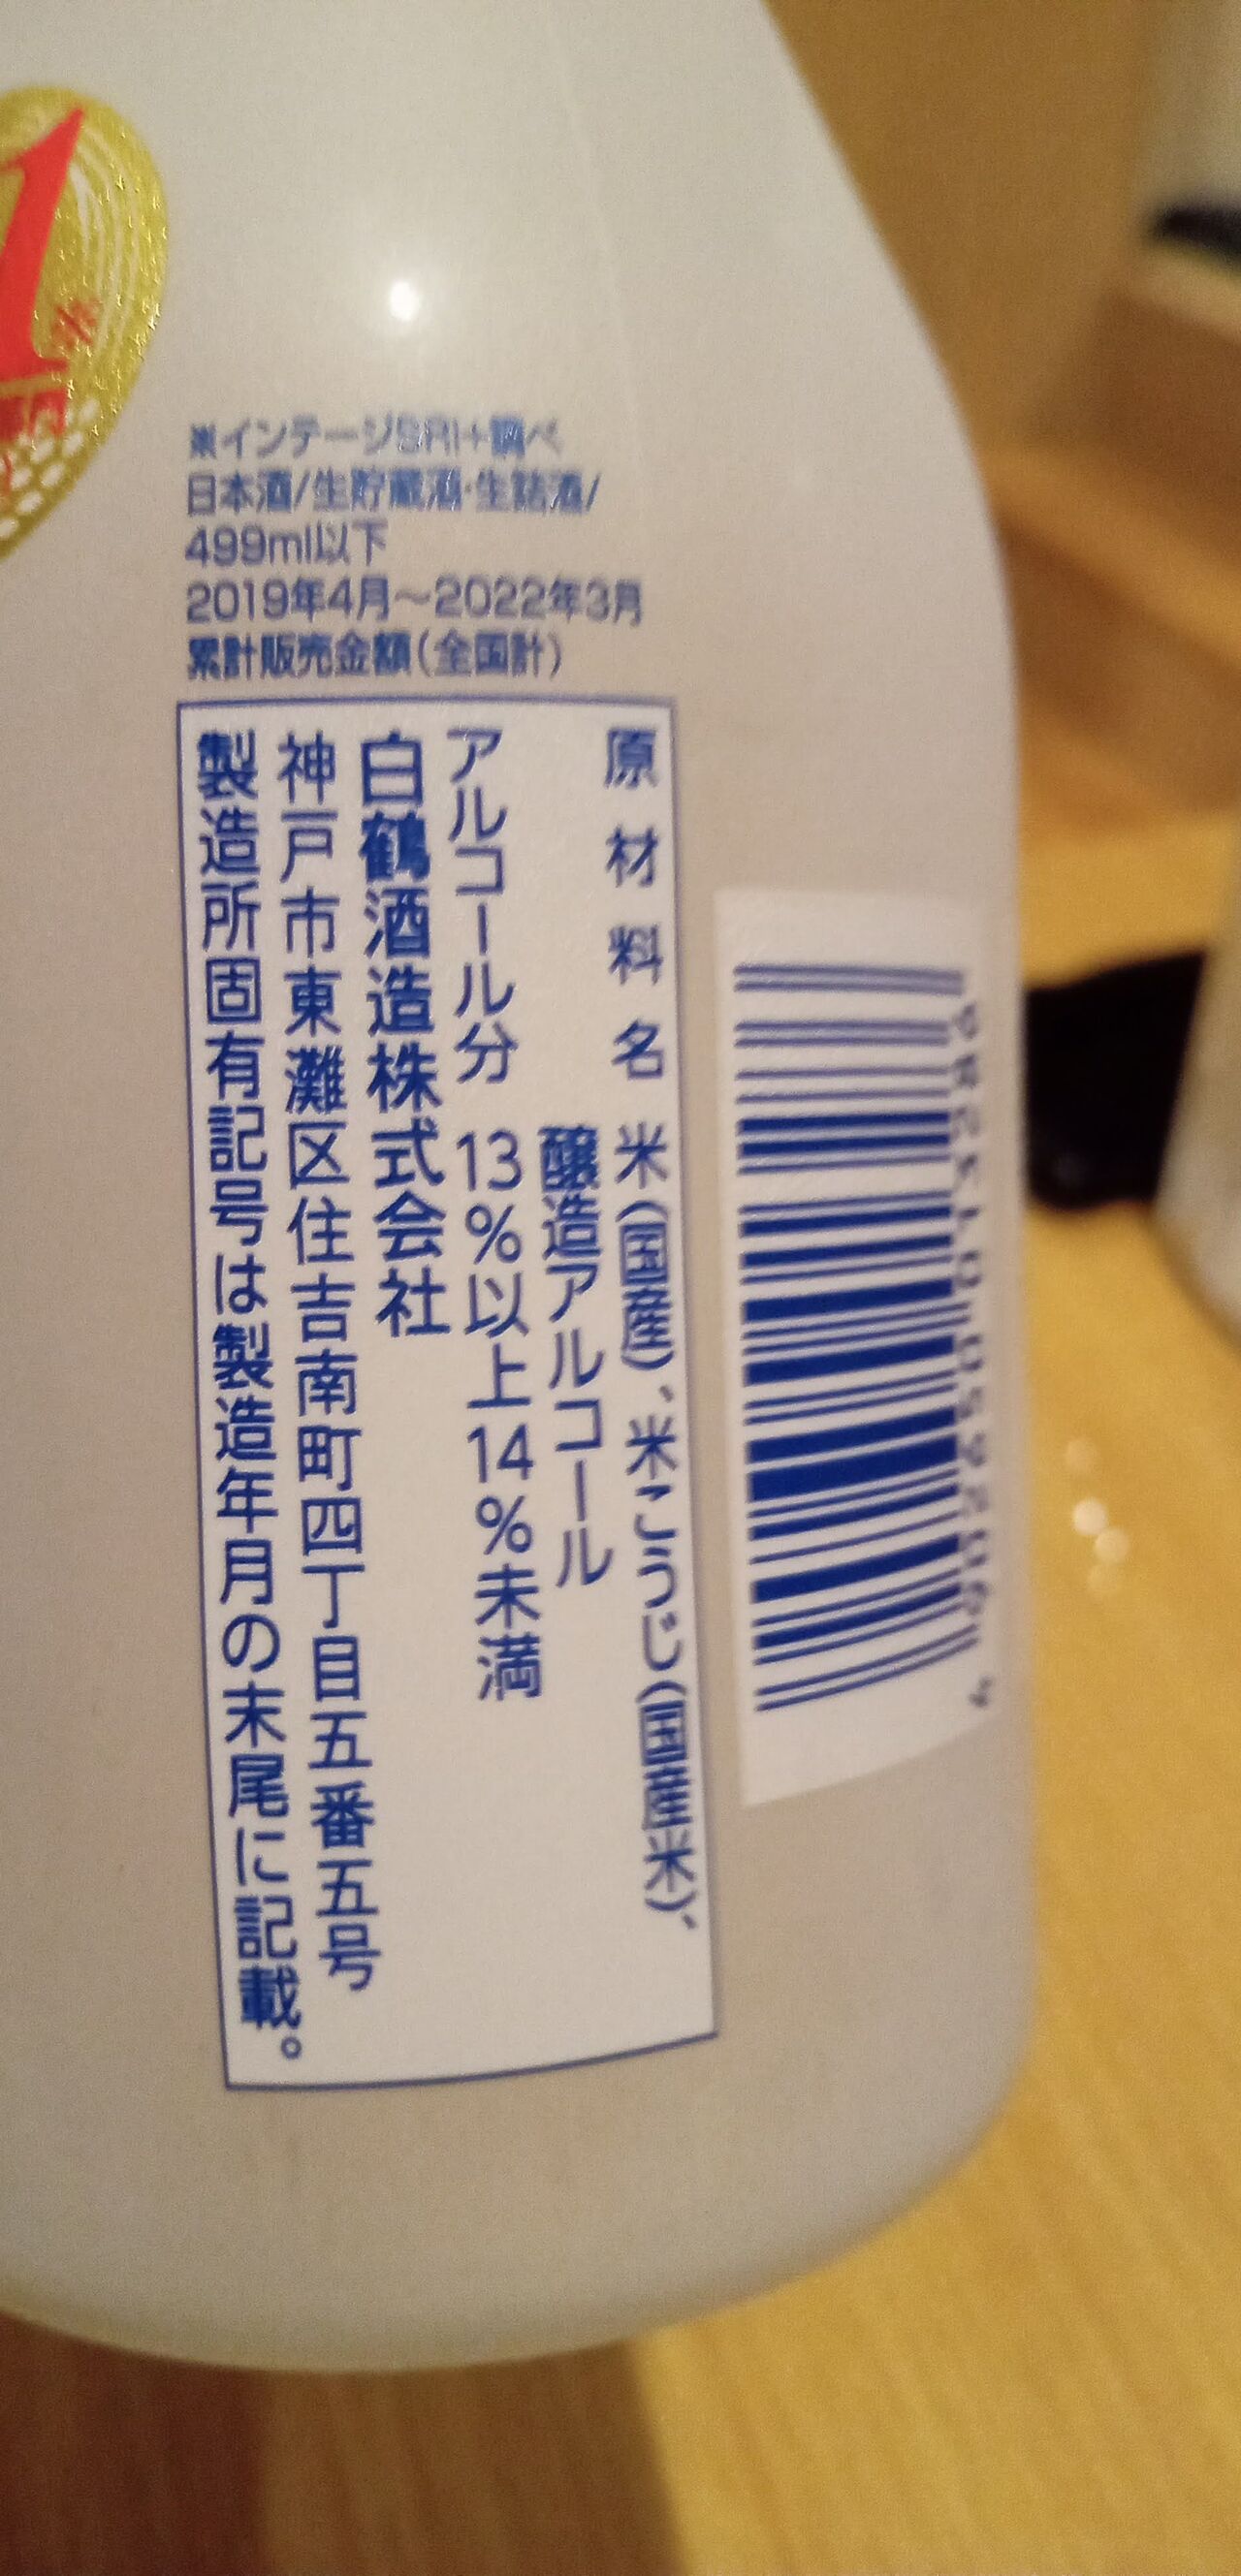 1※
※インテージSRI+調べ
日本酒/生貯蔵酒・生詰酒/
499ml以下
2019年4月～2022年3月
累計販売金額(全国計)
原材料名 米(国産)、米こうじ(国産米)、
醸造アルコール
アルコール分 13%以上14%未満
白鶴酒造株式会社
神戸市東灘区住吉南町四丁目五番五号
製造所固有記号は製造年月の末尾に記載。